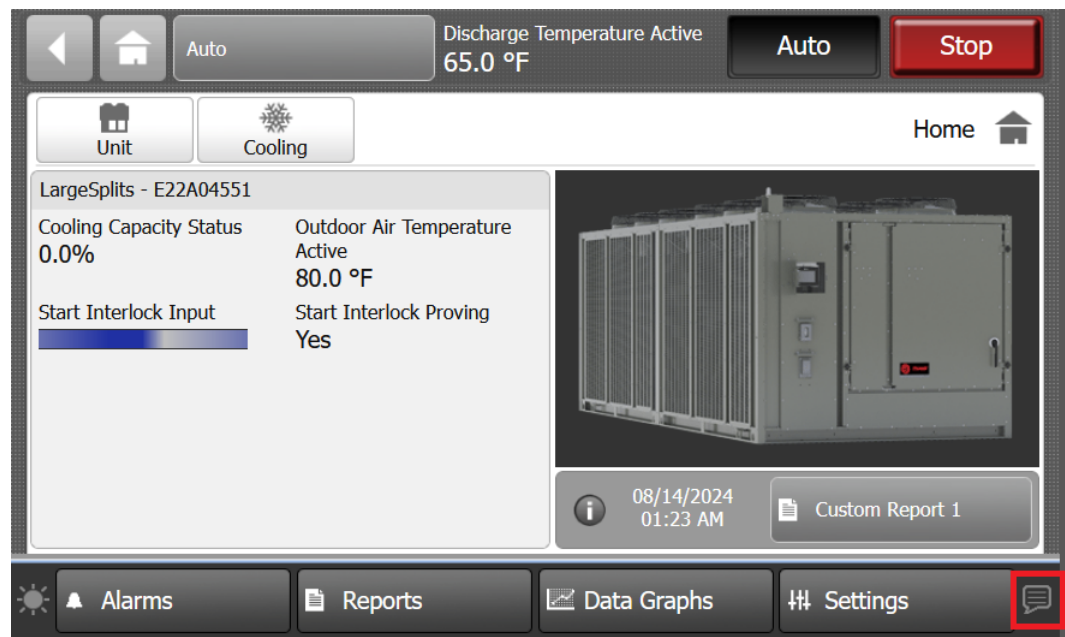 Auto
Discharge Temperature Active
65.0 °F
Auto
Stop
Unit
Cooling
Home
LargeSplits - E22A04551
Cooling Capacity Status
0.0%
Outdoor Air Temperature
Active
80.0 °F
Start Interlock Input
Start Interlock Proving
Yes
08/14/2024
01:23 AM
Custom Report 1
Alarms
Reports
Data Graphs
Settings